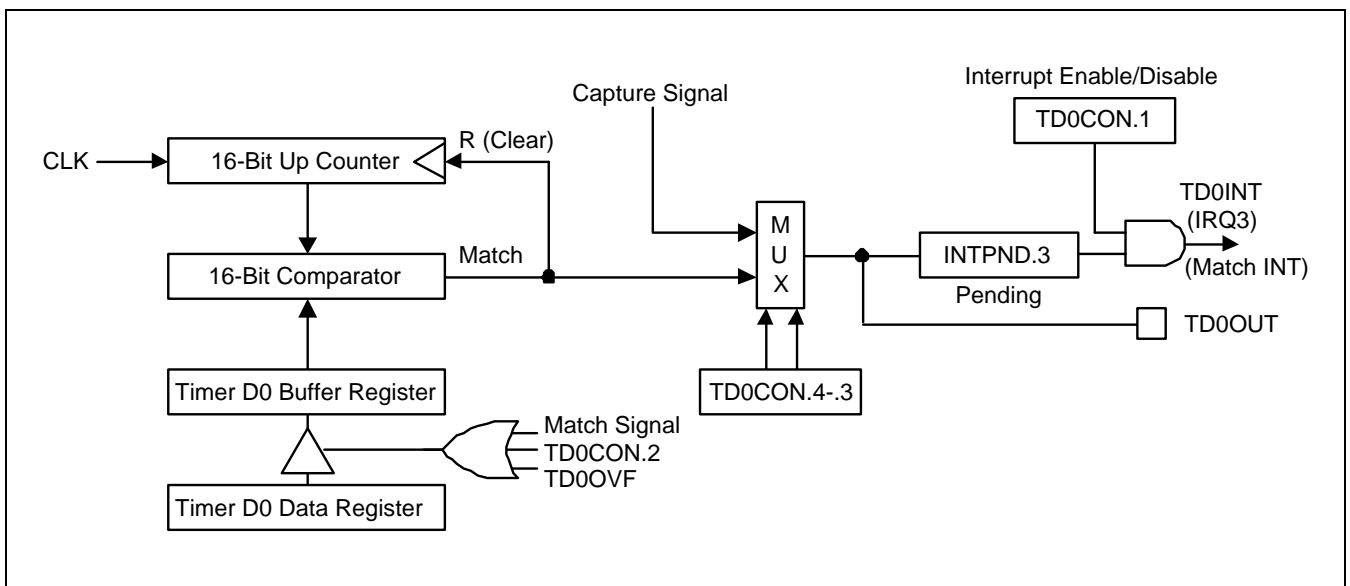 Interrupt Enable/Disable
Capture Signal
TD0CON.1
R (Clear)
CLK
16-Bit Up Counter
TD0INT
(IRQ3)
M
U
X
Match
16-Bit Comparator
INTPND.3
(Match INT)
Pending
TD0OUT
Timer D0 Buffer Register
TD0CON.4-.3
Match Signal
TD0CON.2
TD0OVF
Timer D0 Data Register